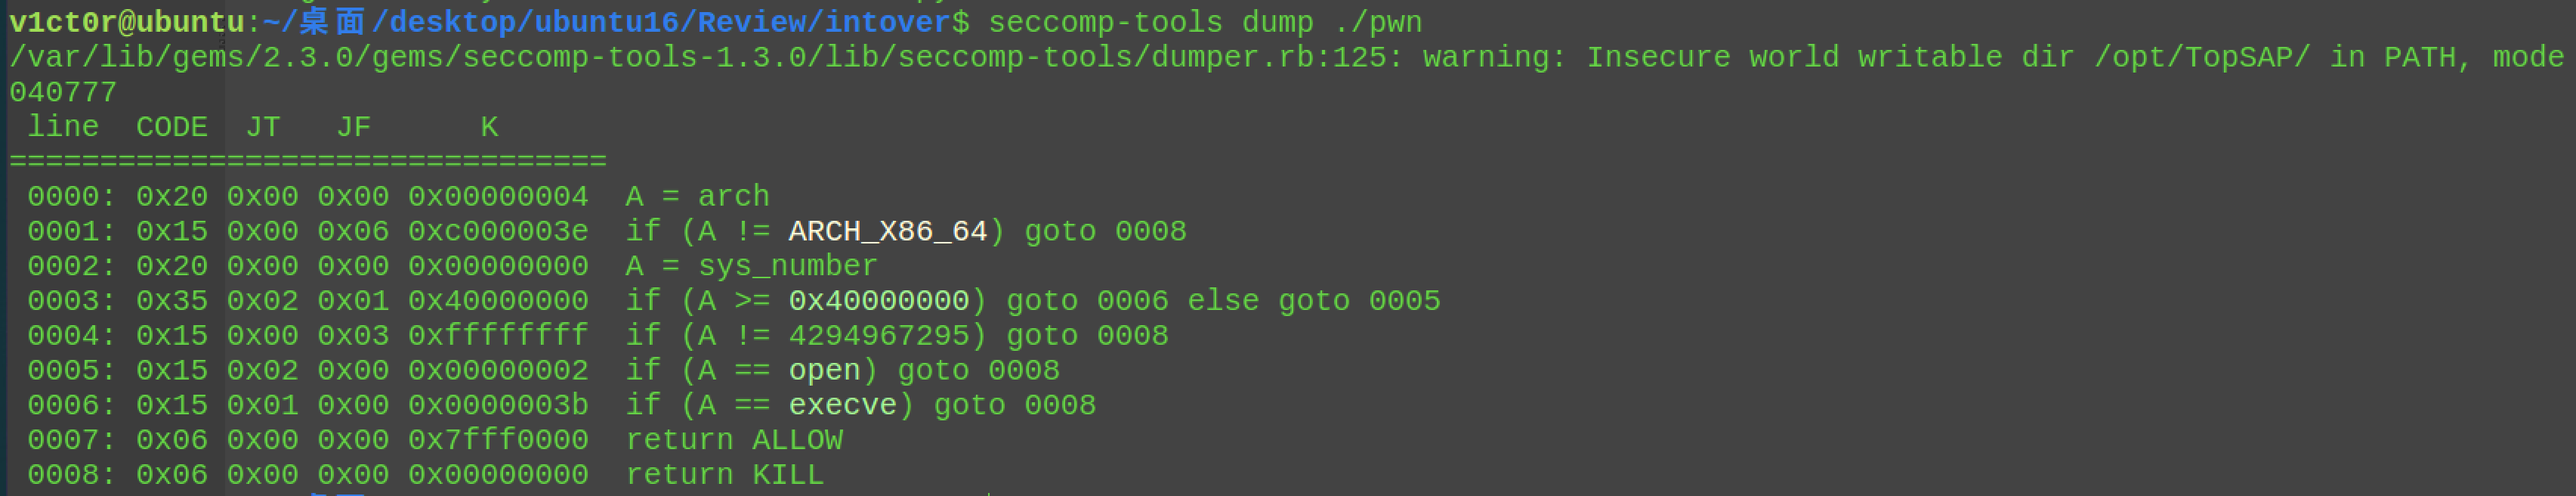 v1ct0r@ubuntu:~/桌面/desktop/ubuntu16/Review/intover$ seccomp-tools dump ./pwn
/var/lib/gems/2.3.0/gems/seccomp-tools-1.3.0/lib/seccomp-tools/dumper.rb:125: warning: Insecure world writable dir /opt/TopSAP/ in PATH, mode
040777
 line  CODE  JT   JF      K
=================================
 0000: 0x20 0x00 0x00 0x00000004  A = arch
 0001: 0x15 0x00 0x06 0xc000003e  if (A != ARCH_X86_64) goto 0008
 0002: 0x20 0x00 0x00 0x00000000  A = sys_number
 0003: 0x35 0x02 0x01 0x40000000  if (A >= 0x40000000) goto 0006 else goto 0005
 0004: 0x15 0x00 0x03 0xffffffff  if (A != 4294967295) goto 0008
 0005: 0x15 0x02 0x00 0x00000002  if (A == open) goto 0008
 0006: 0x15 0x01 0x00 0x0000003b  if (A == execve) goto 0008
 0007: 0x06 0x00 0x00 0x7fff0000  return ALLOW
 0008: 0x06 0x00 0x00 0x00000000  return KILL